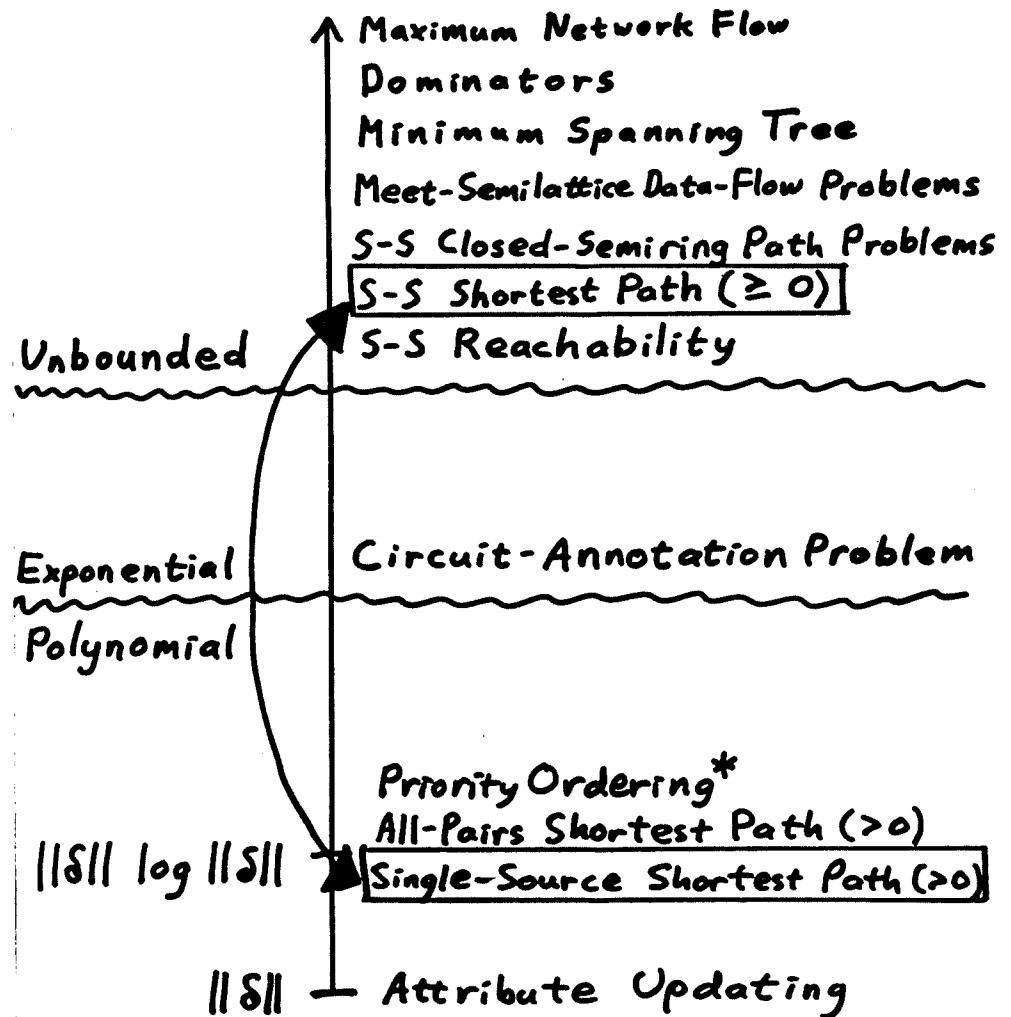 Maximum Network Flow
Dominators
Minimum Spanning Tree
Meet-Semilattice Data-Flow Problems
S-S Closed-Semiring Path Problems
S-S Shortest Path (≥ 0)
S-S Reachability
Unbounded
Circuit-Annotation Problem
Exponential
Polynomial
Priority Ordering*
All-Pairs Shortest Path (>0)
||δ|| log ||δ||
Single-Source Shortest Path (>0)
||δ||
Attribute Updating